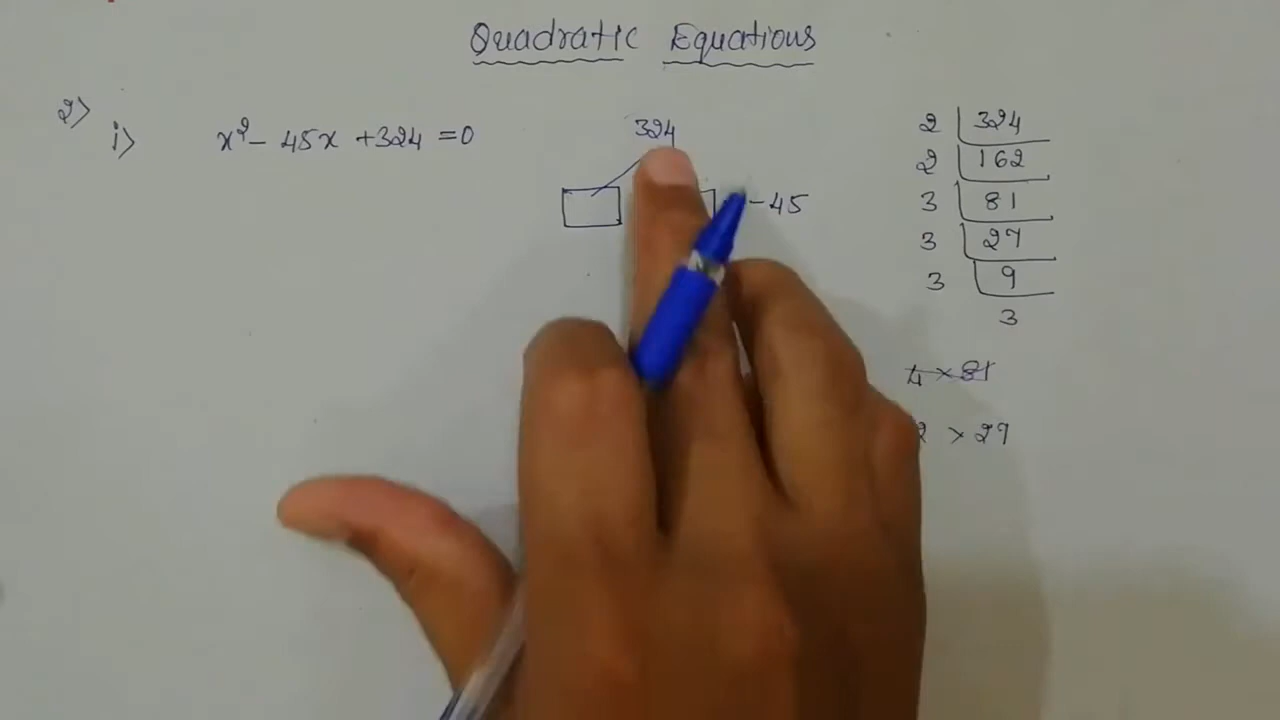 Quadratic Equations
2)
i) x² - 45x + 324 = 0
324
-45
2 324
2 162
3 81
3 27
3 9
3
4 × 81
2 × 27